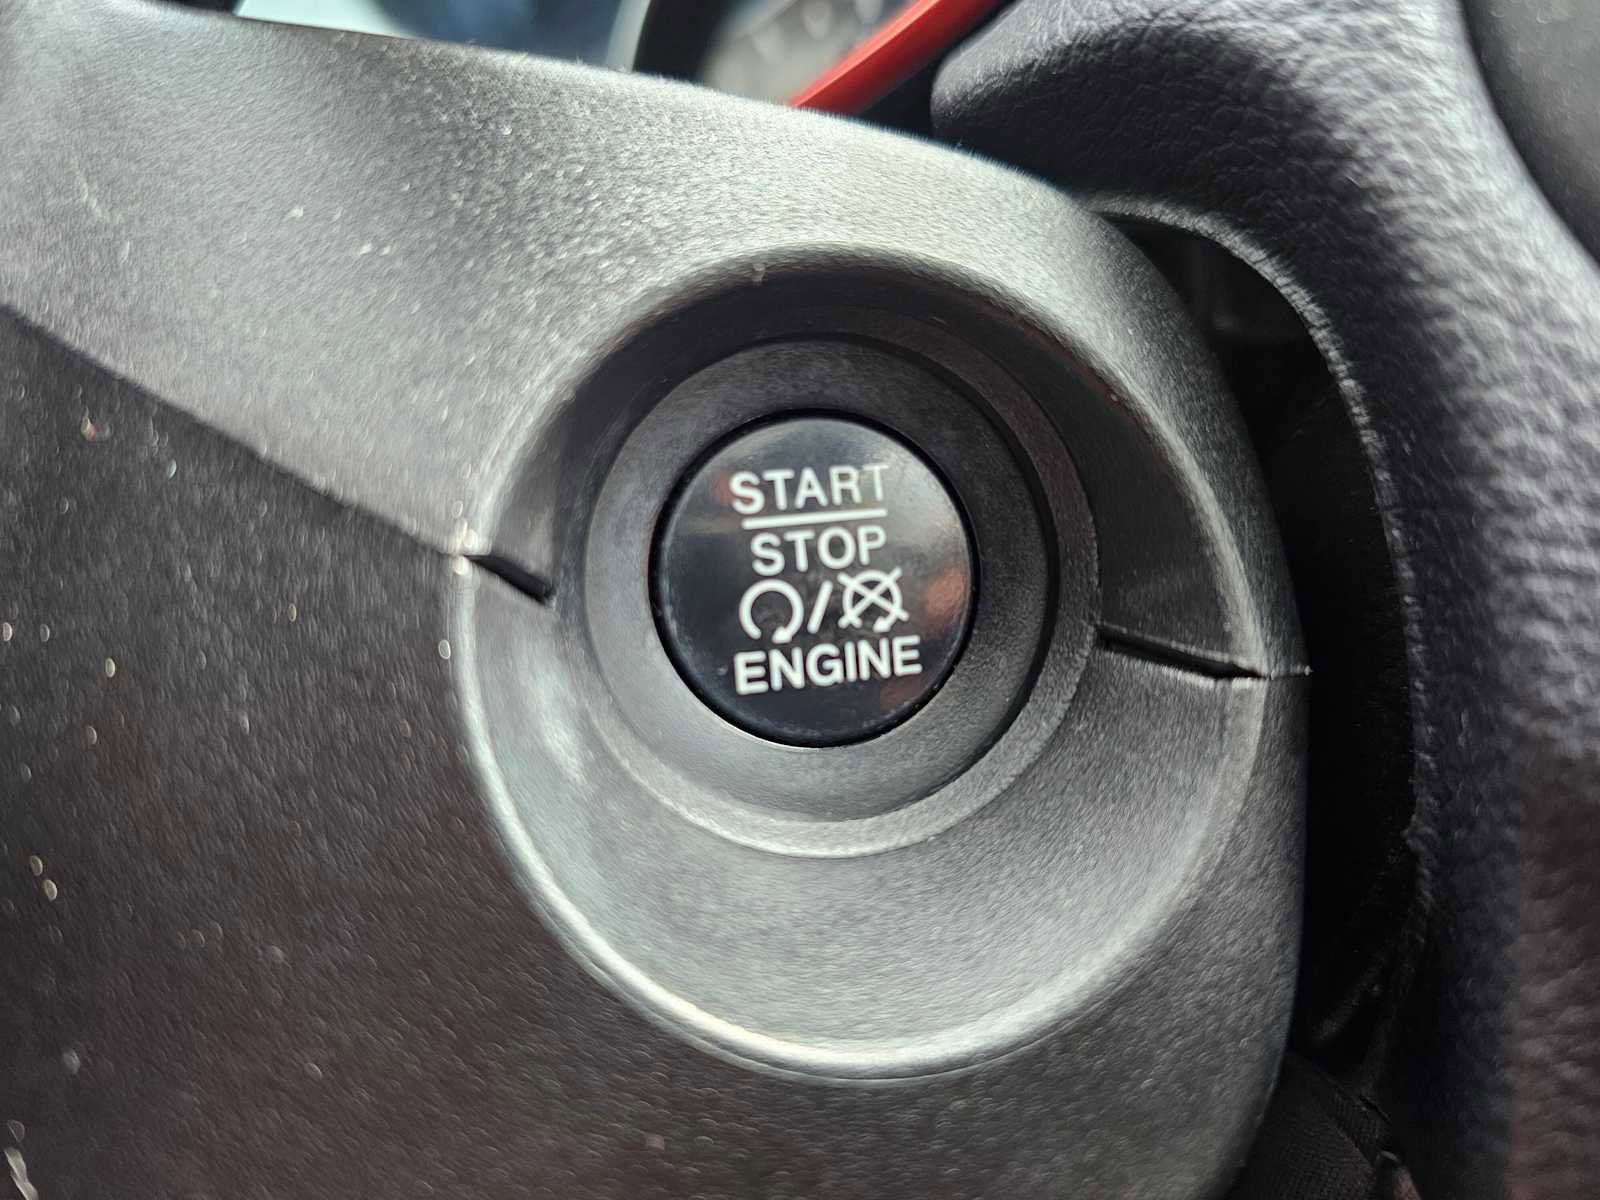 START
STOP
/
ENGINE